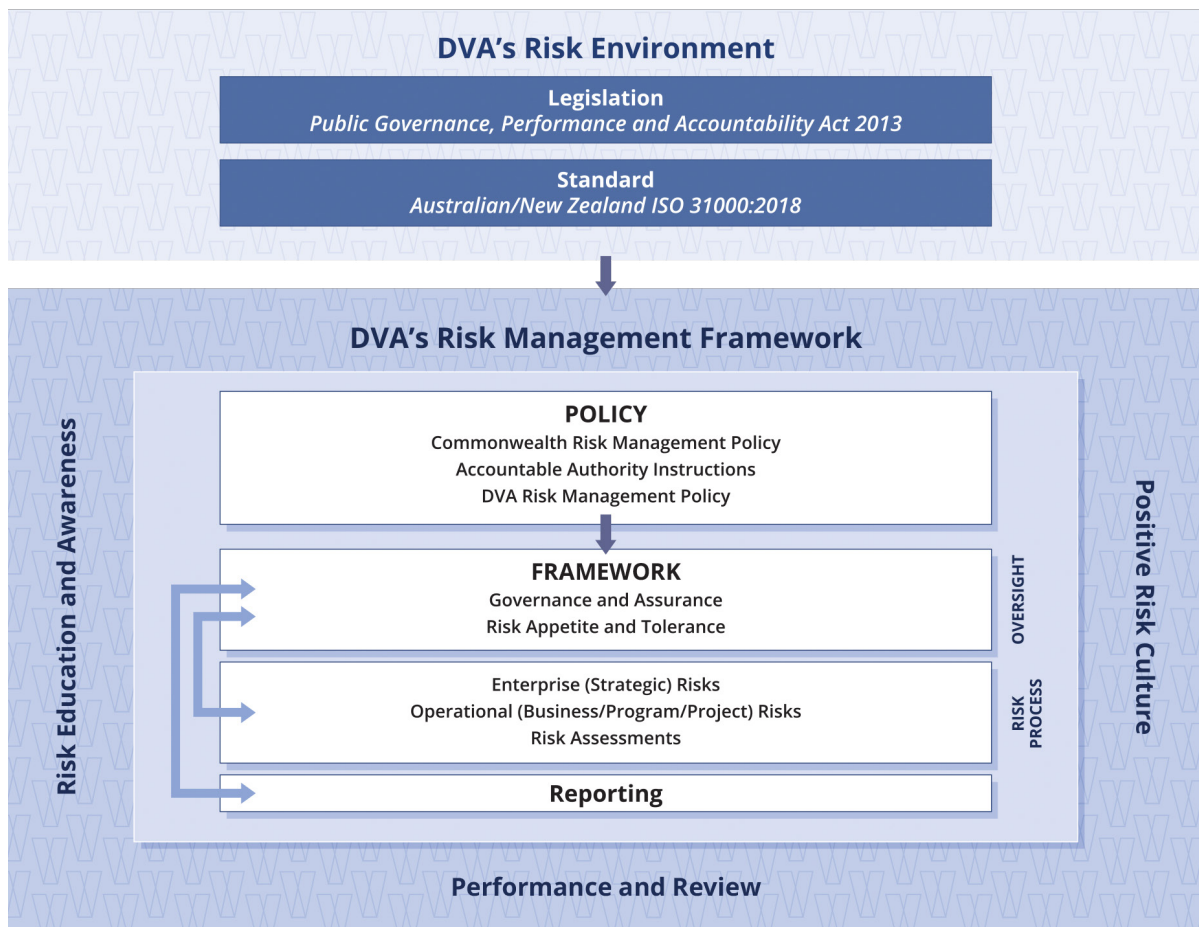 DVA’s Risk Environment
Legislation
Public Governance, Performance and Accountability Act 2013
Standard
Australian/New Zealand ISO 31000:2018
DVA’s Risk Management Framework
Risk Education and Awareness
POLICY
Commonwealth Risk Management Policy
Accountable Authority Instructions
DVA Risk Management Policy
FRAMEWORK
Governance and Assurance
Risk Appetite and Tolerance
OVERSIGHT
Enterprise (Strategic) Risks
Operational (Business/Program/Project) Risks
Risk Assessments
RISK
PROCESS
Reporting
Positive Risk Culture
Performance and Review